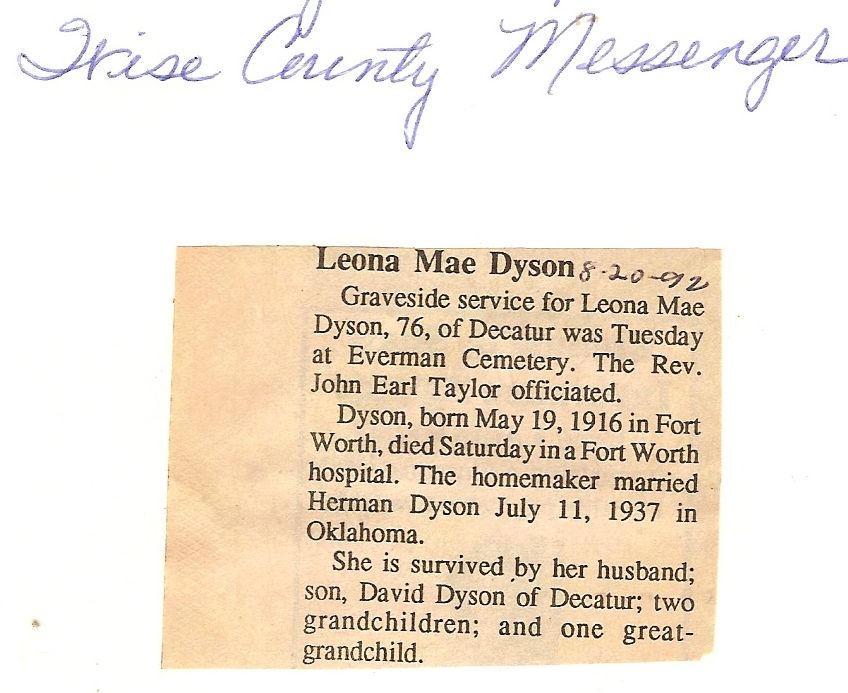 Wise County Messenger
Leona Mae Dyson 8-20-92
Graveside service for Leona Mae
Dyson, 76, of Decatur was Tuesday
at Everman Cemetery. The Rev.
John Earl Taylor officiated.
Dyson, born May 19, 1916 in Fort
Worth, died Saturday in a Fort Worth
hospital. The homemaker married
Herman Dyson July 11, 1937 in
Oklahoma.
She is survived by her husband;
son, David Dyson of Decatur; two
grandchildren; and one great-
grandchild.